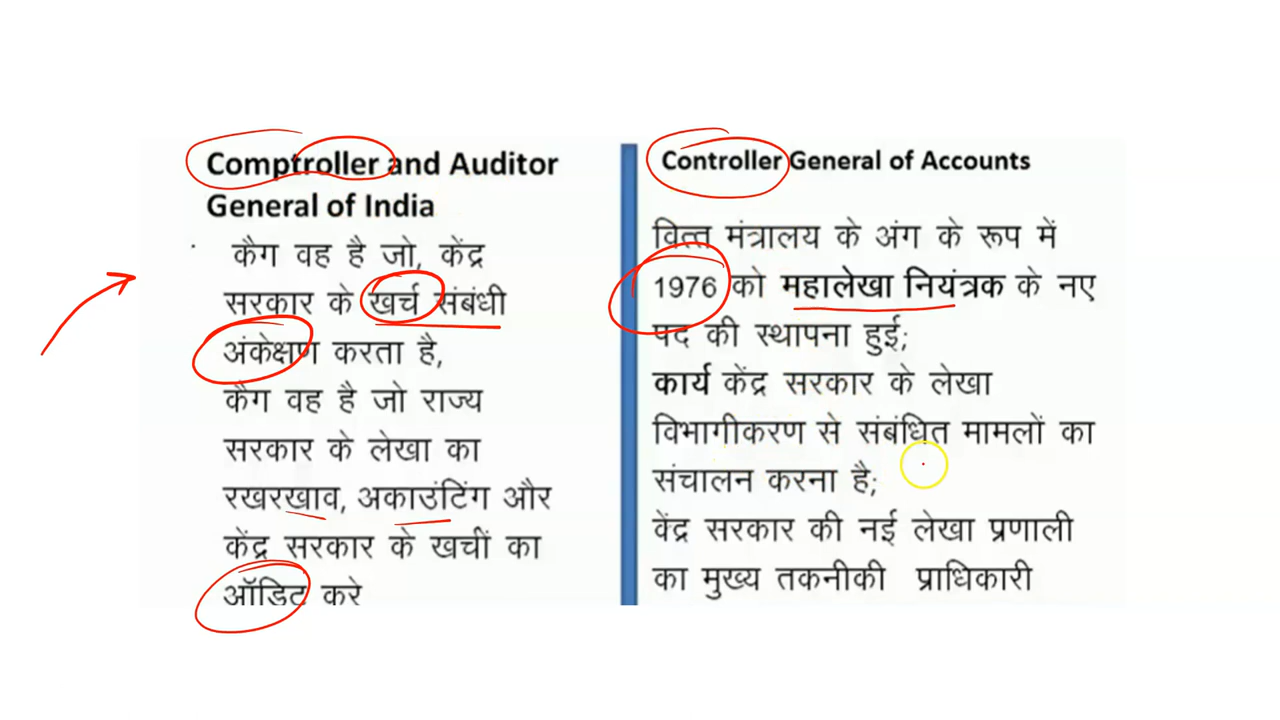 Comptroller and Auditor
General of India
कैग वह है जो, केंद्र
सरकार के खर्च संबंधी
अंकेक्षण करता है,
कैग वह है जो राज्य
सरकार के लेखा का
रखरखाव, अकाउंटिंग और
केंद्र सरकार के खर्चो का
ऑडिट करे
Controller General of Accounts
वित्त मंत्रालय के अंग के रूप में
1976 को महालेखा नियंत्रक के नए
पद की स्थापना हुई;
कार्य केंद्र सरकार के लेखा
विभागीकरण से संबंधित मामलों का
संचालन करना है;
केंद्र सरकार की नई लेखा प्रणाली
का मुख्य तकनीकी प्राधिकारी